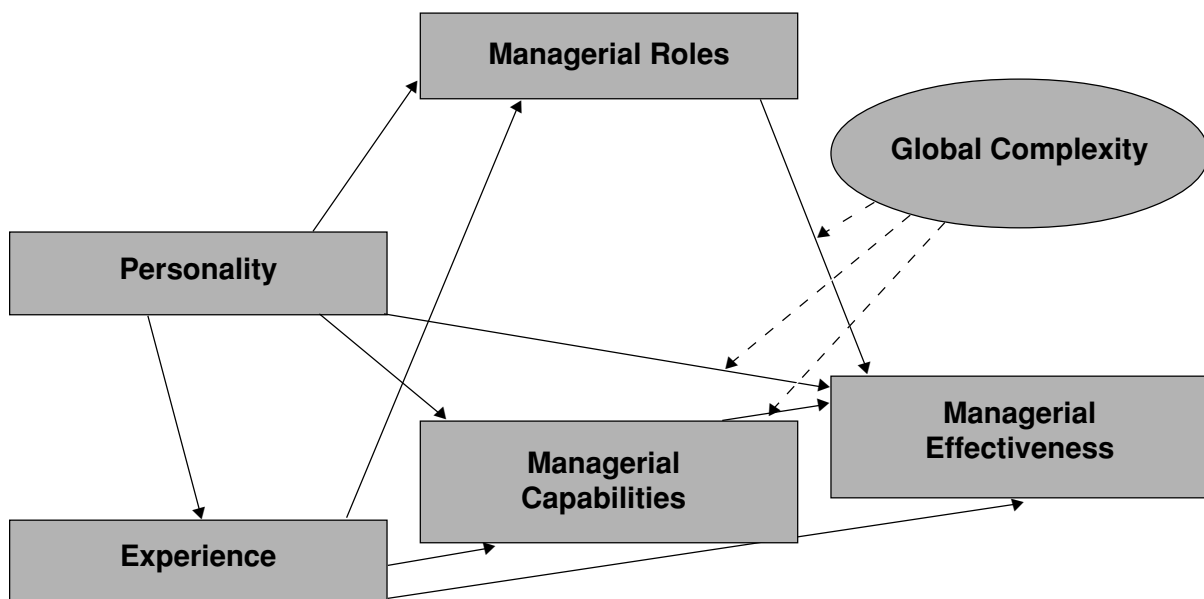 Managerial Roles
Global Complexity
Personality
Managerial
Effectiveness
Managerial
Capabilities
Experience